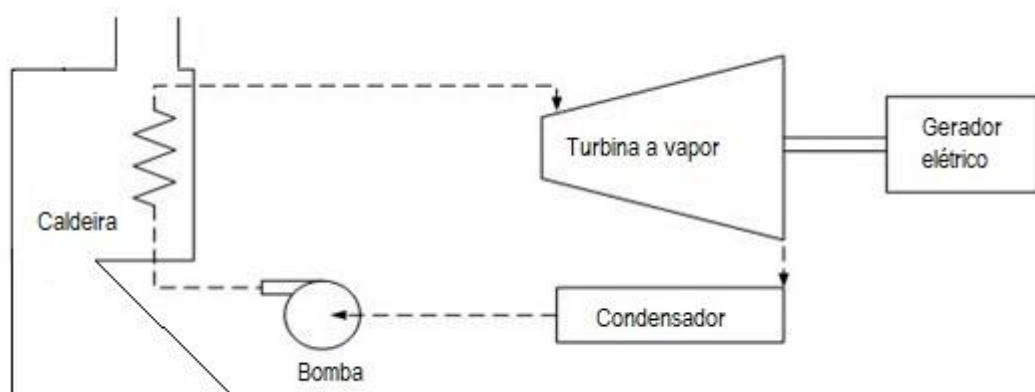 Turbina a vapor
Gerador
elétrico
Caldeira
Condensador
Bomba